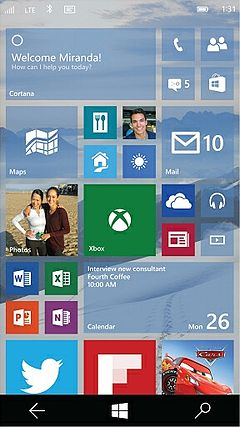 LTE
1:31
Welcome Miranda!
How can I help you today?
5
Cortana
Maps
10
Mail
Photos
Xbox
Interview new consultant
Fourth Coffee
10:00 AM
Calendar
Mon 26
Cars